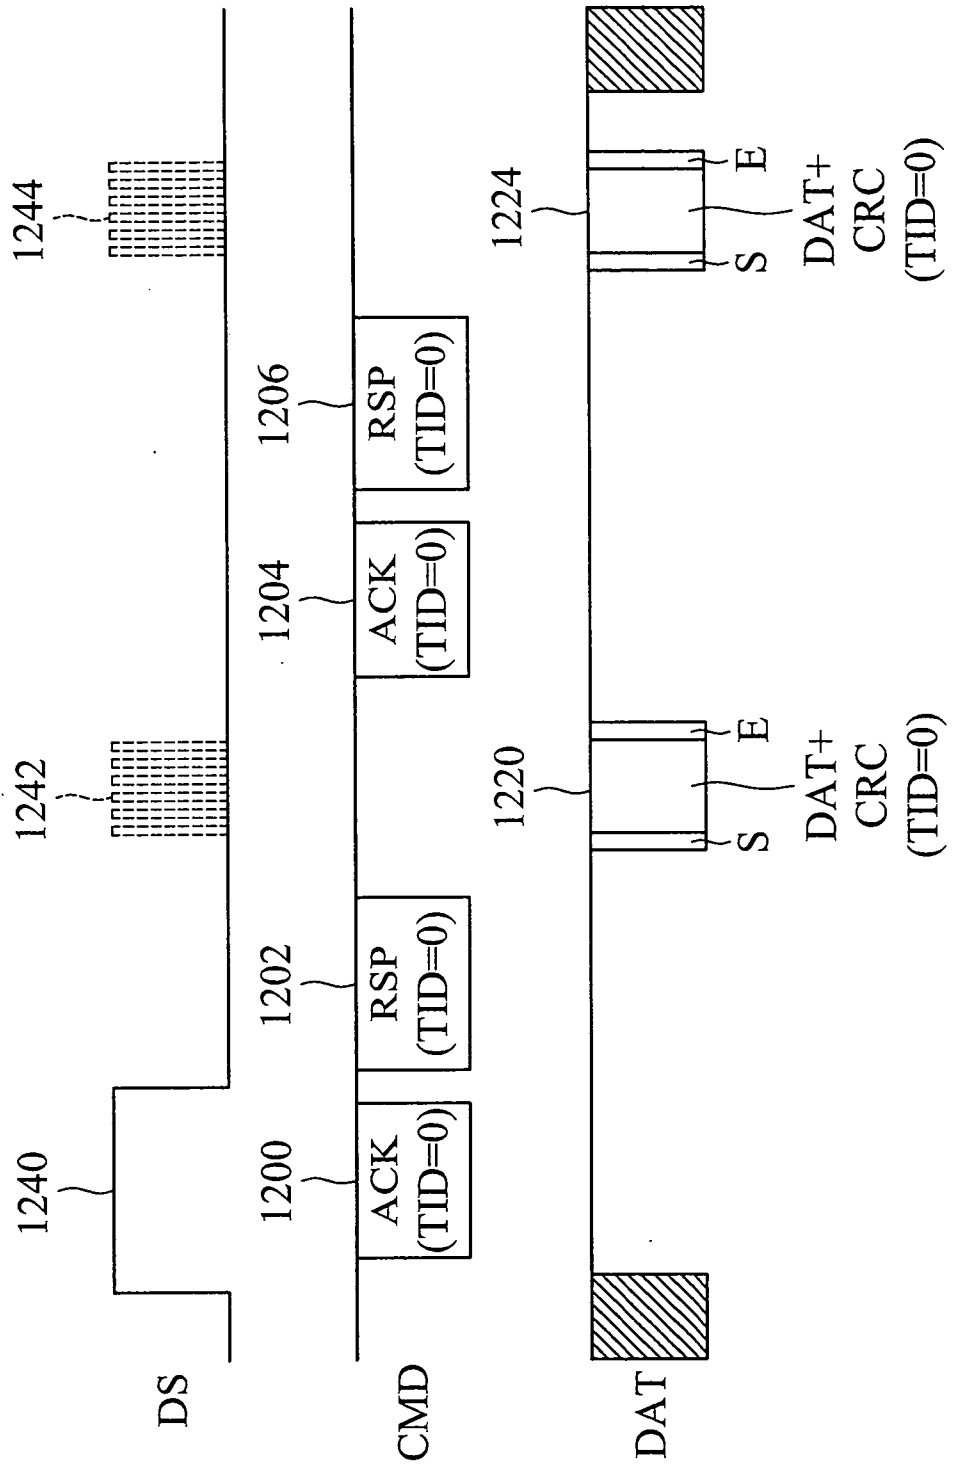 1240
1242
1244
DS
1200
1202
1204
1206
ACK
(TID=0)
RSP
(TID=0)
ACK
(TID=0)
RSP
(TID=0)
CMD
1220
1224
DAT
S
E
S
E
DAT+
CRC
(TID=0)
DAT+
CRC
(TID=0)